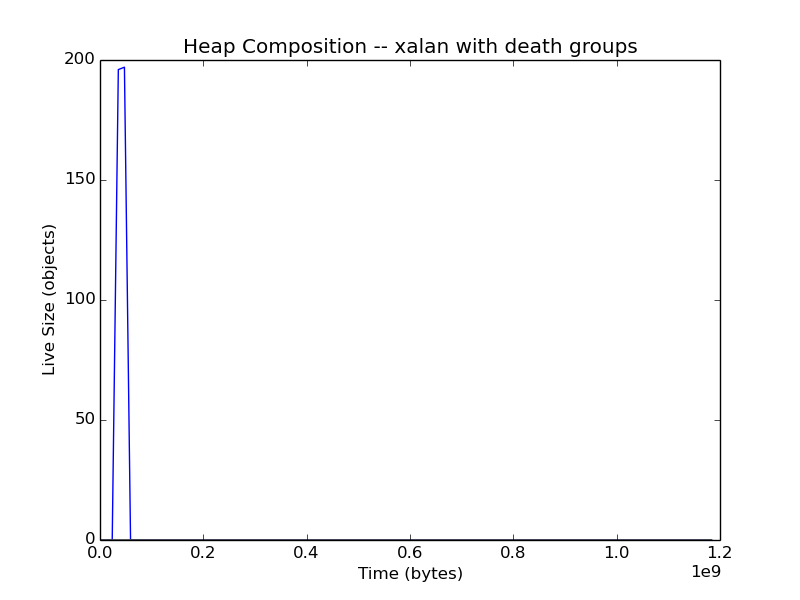 Heap Composition -- xalan with death groups
200
150
100
50
0
Live Size (objects)
0.0 0.2 0.4 0.6 0.8 1.0 1.2
1e9
Time (bytes)